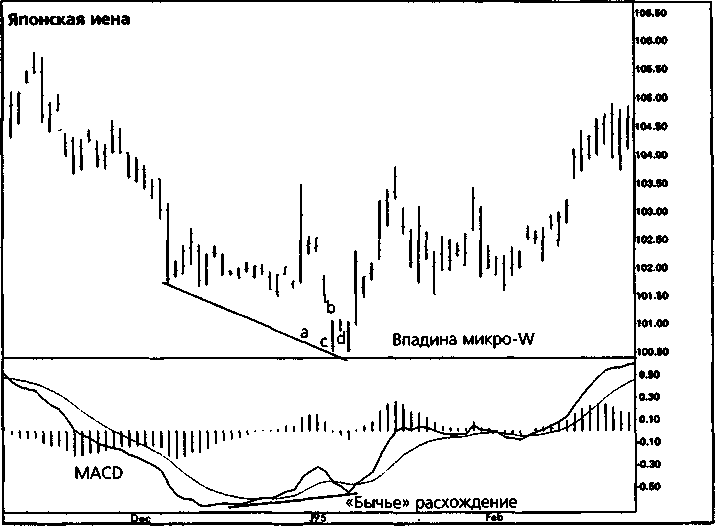 Японская иена
106.50
106.00
105.50
105.00
104.50
104.00
103.50
103.00
102.50
102.00
101.50
101.00
100.50
a
b
c
d
Впадина микро-W
0.50
0.30
0.10
-0.10
-0.30
-0.50
MACD
«Бычье» расхождение
Dec
J95
Feb